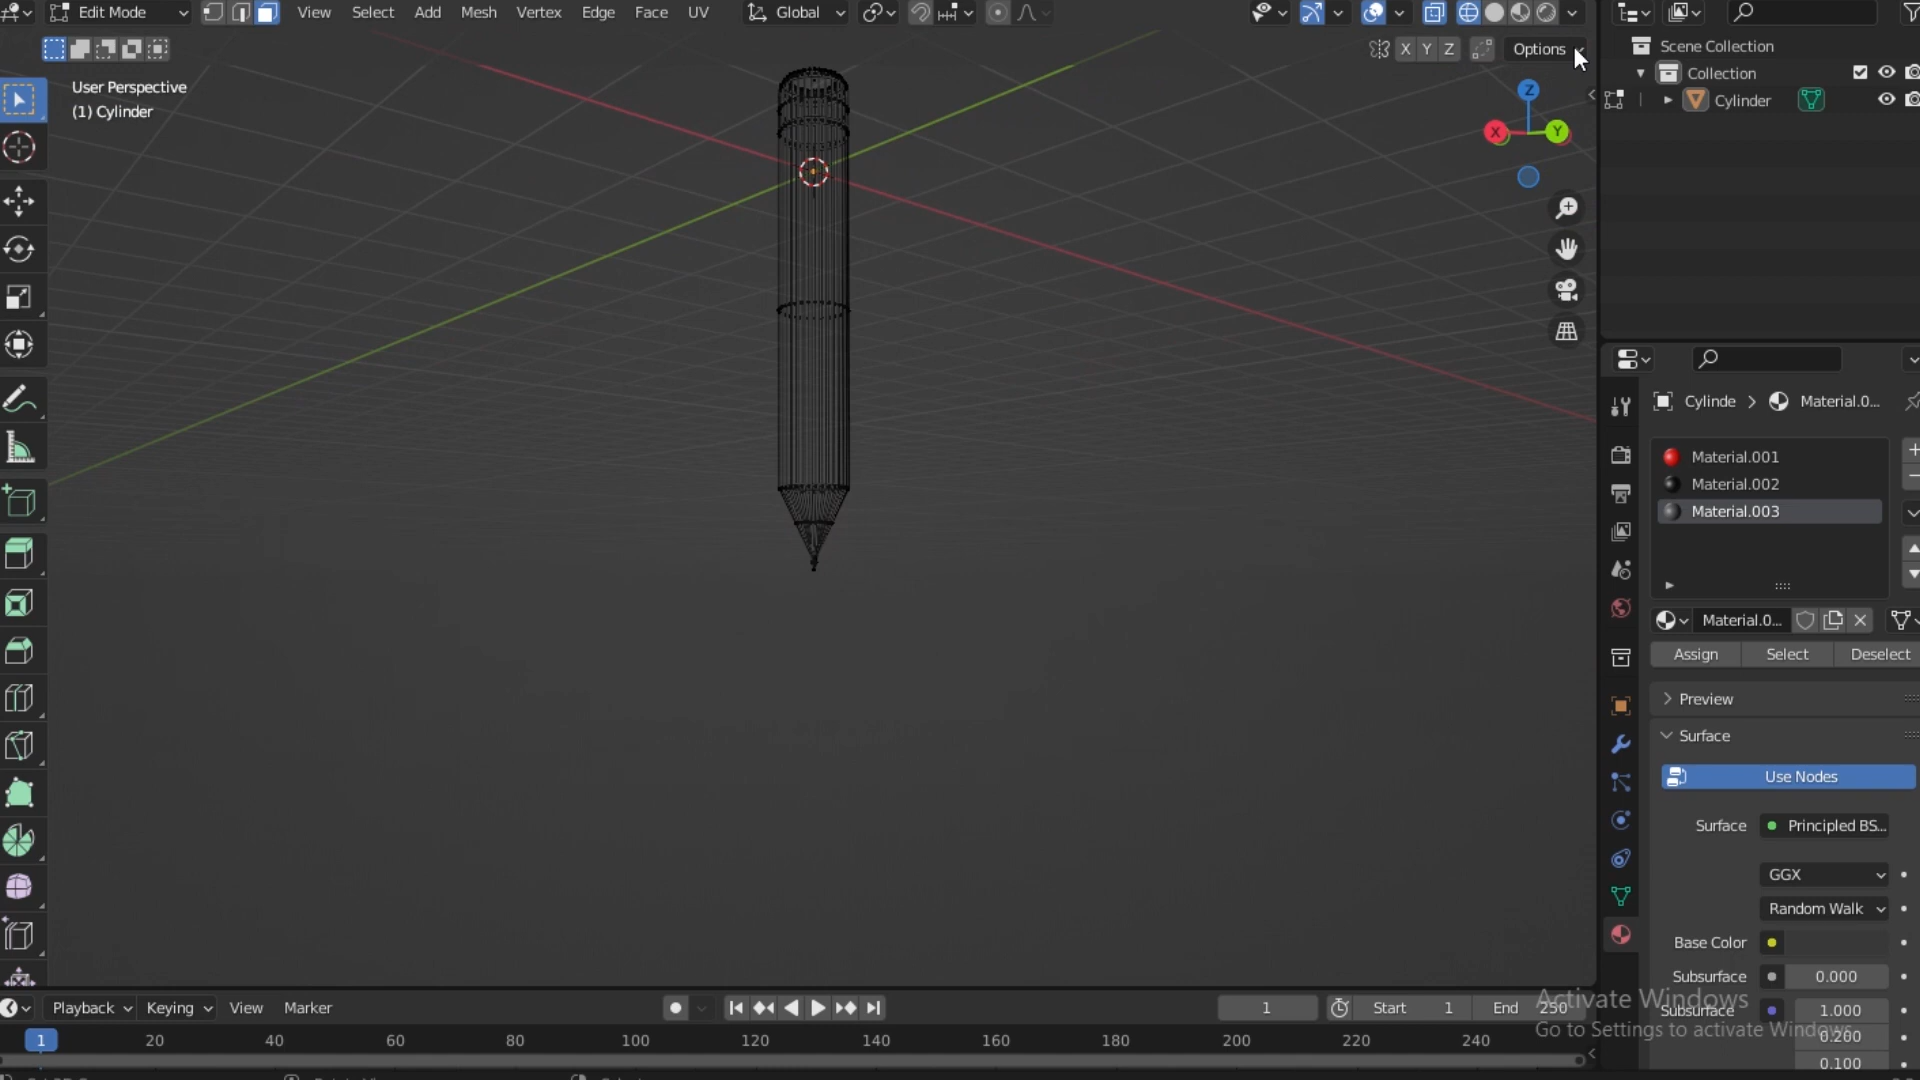 Edit Mode View Select Add Mesh Vertex Edge Face UV Global
X Y Z Options
User Perspective
(1) Cylinder
Z
X Y
Scene Collection
Collection
Cylinder
Cylinde > Material.0...
Material.001
Material.002
Material.003
Material.0...
Assign Select Deselect
Preview
Surface
Use Nodes
Surface Principled BS...
GGX
Random Walk
Base Color
Subsurface 0.000
Subsurface 1.000
0.200
0.100
Playback Keying View Marker 1 Start 1 End 250
1 20 40 60 80 100 120 140 160 180 200 220 240
Activate Windows
Go to Settings to activate Windows.